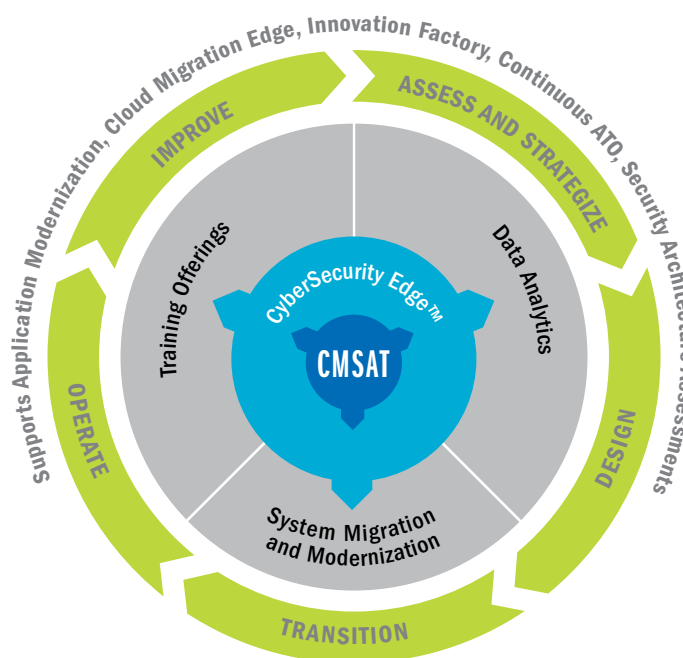 Supports Application Modernization, Cloud Migration Edge, Innovation Factory, Continuous ATO, Security Architecture Assessments
ASSESS AND STRATEGIZE
DESIGN
TRANSITION
OPERATE
IMPROVE
Training Offerings
Data Analytics
System Migration
and Modernization
CyberSecurity Edge™
CMSAT